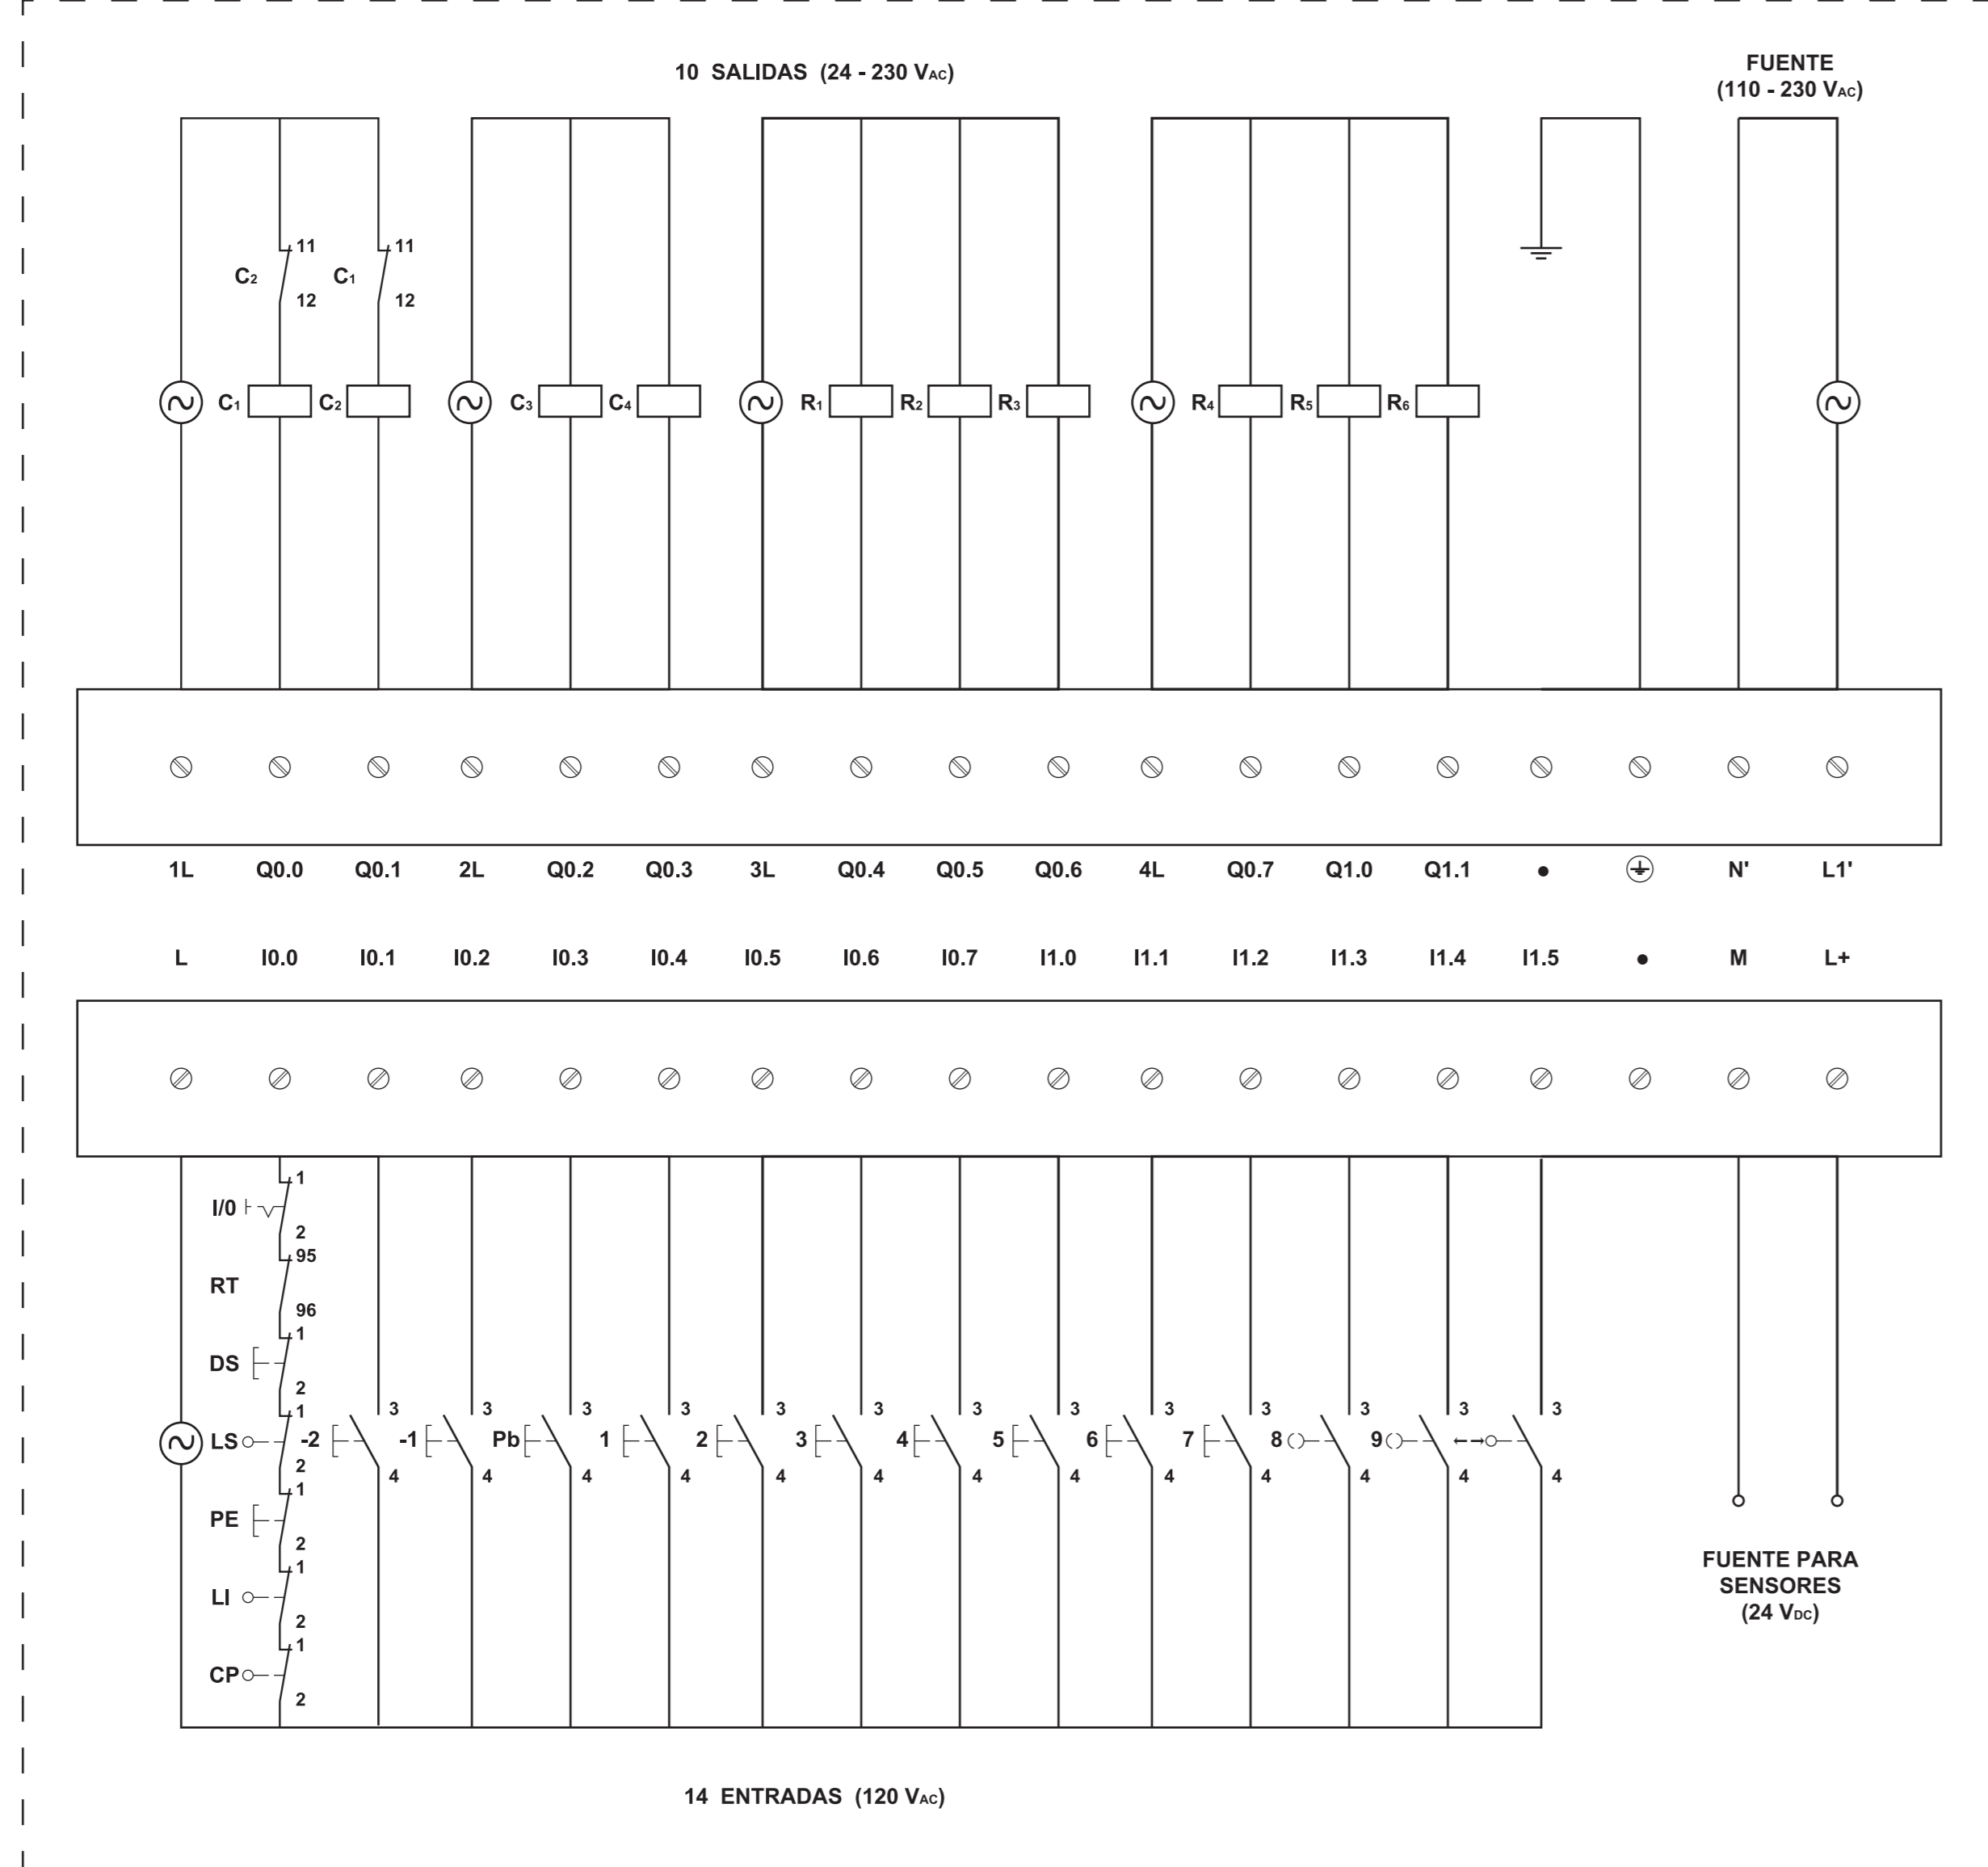 10 SALIDAS (24 - 230 VAC)
FUENTE
(110 - 230 VAC)
11 11
C2 C1
12 12
C1 C2 C3 C4 R1 R2 R3 R4 R5 R6
1L Q0.0 Q0.1 2L Q0.2 Q0.3 3L Q0.4 Q0.5 Q0.6 4L Q0.7 Q1.0 Q1.1 • N' L1'
L I0.0 I0.1 I0.2 I0.3 I0.4 I0.5 I0.6 I0.7 I1.0 I1.1 I1.2 I1.3 I1.4 I1.5 • M L+
1
I/0
2
95
RT
96
1
DS
2
1 3 3 3 3 3 3 3 3 3 3 3 3 3
LS -2 -1 Pb 1 2 3 4 5 6 7 8 9
2 4 4 4 4 4 4 4 4 4 4 4 4 4
1
PE
2
1
LI
2
1
CP
2
FUENTE PARA
SENSORES
(24 VDC)
14 ENTRADAS (120 VAC)